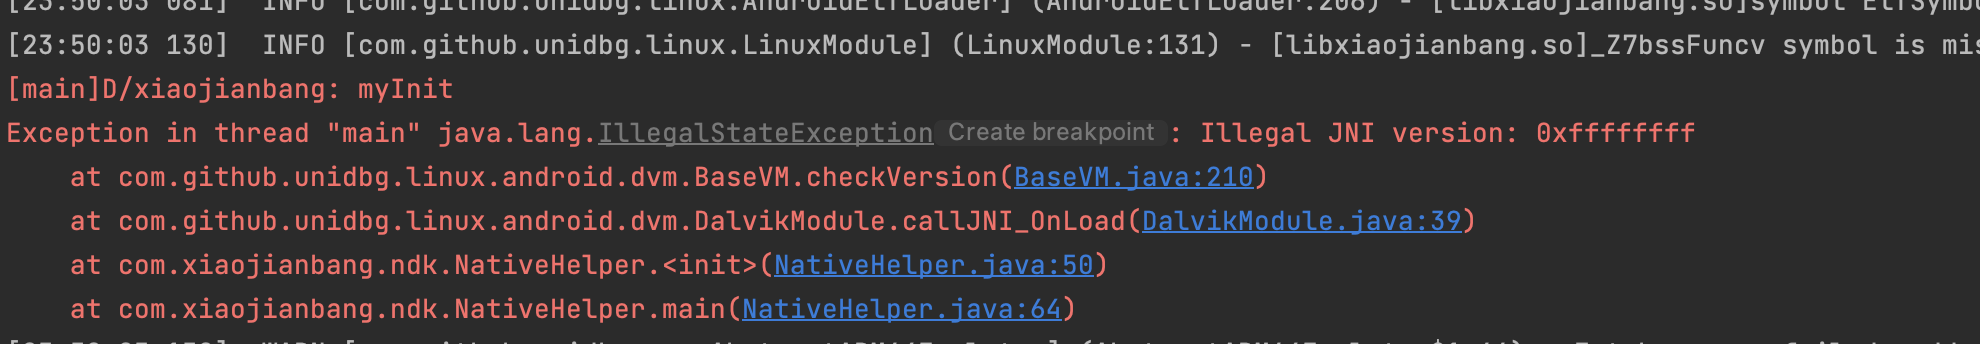 [23:50:03 081]  INFO [com.github.unidbg.linux.AndroidElfLoader] (AndroidElfLoader:206) - [libxiaojianbang.so]symbol ElfSymbo
[23:50:03 130]  INFO [com.github.unidbg.linux.LinuxModule] (LinuxModule:131) - [libxiaojianbang.so]_Z7bssFuncv symbol is mis
[main]D/xiaojianbang: myInit
Exception in thread "main" java.lang.IllegalStateException Create breakpoint : Illegal JNI version: 0xffffffff
    at com.github.unidbg.linux.android.dvm.BaseVM.checkVersion(BaseVM.java:210)
    at com.github.unidbg.linux.android.dvm.DalvikModule.callJNI_OnLoad(DalvikModule.java:39)
    at com.xiaojianbang.ndk.NativeHelper.<init>(NativeHelper.java:50)
    at com.xiaojianbang.ndk.NativeHelper.main(NativeHelper.java:64)